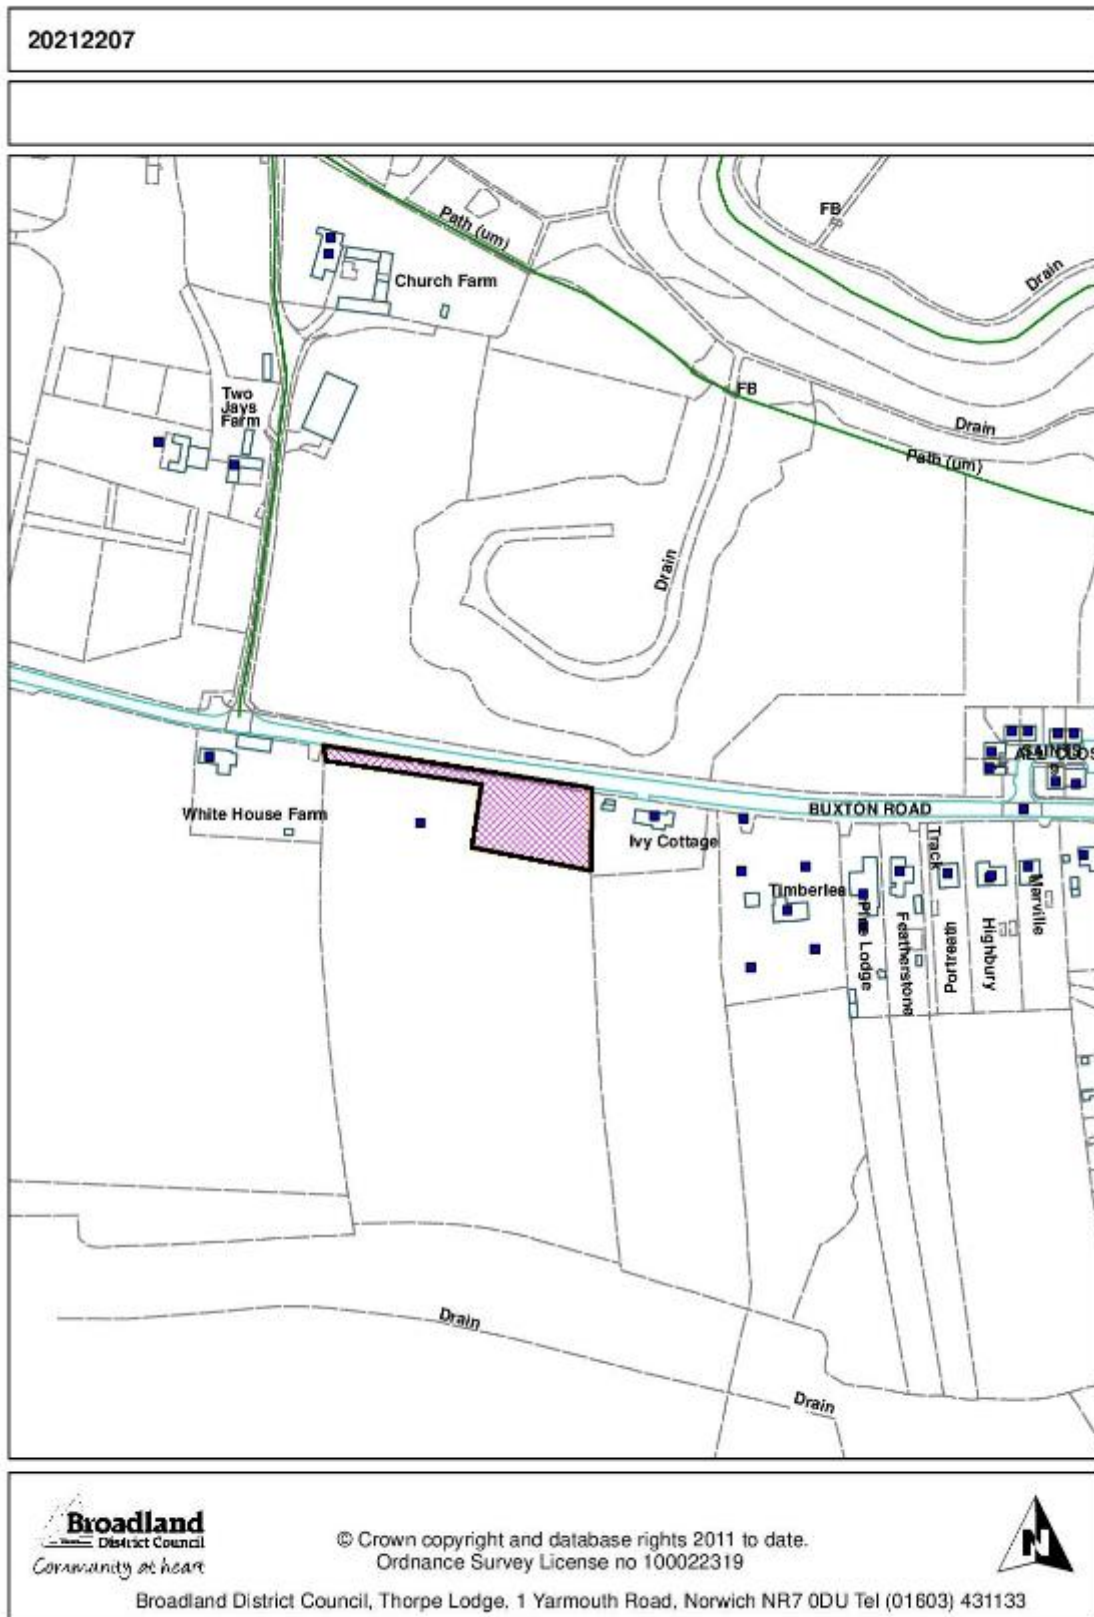 20212207
FB
Path (um)
Drain
Church Farm
Two
Jays
Farm
FB
Drain
Path (um)
Drain
BUXTON ROAD
White House Farm
Ivy Cottage
Timberlea
Track
Pine Lodge
Featherstone
Portreath
Highbury
Merville
Drain
Drain
Broadland
District Council
Community at heart
N
© Crown copyright and database rights 2011 to date.
Ordnance Survey License no 100022319
Broadland District Council, Thorpe Lodge, 1 Yarmouth Road, Norwich NR7 0DU Tel (01603) 431133